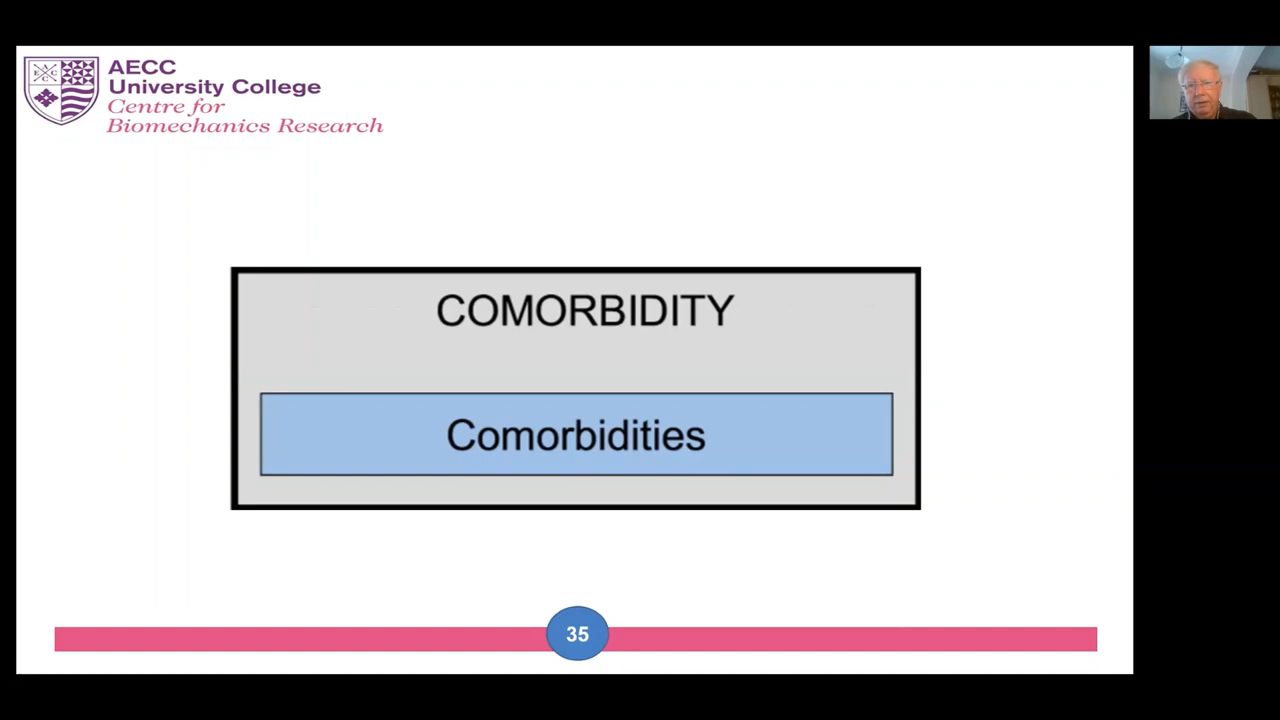 AECC
University College
Centre for
Biomechanics Research
COMORBIDITY
Comorbidities
35